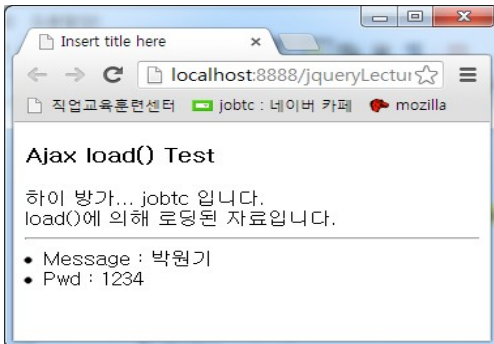 Insert title here
localhost:8888/jqueryLectur
직업교육훈련센터 jobtc : 네이버 카페 mozilla
Ajax load() Test
하이 방가... jobtc 입니다.
load()에 의해 로딩된 자료입니다.
Message : 박원기
Pwd : 1234